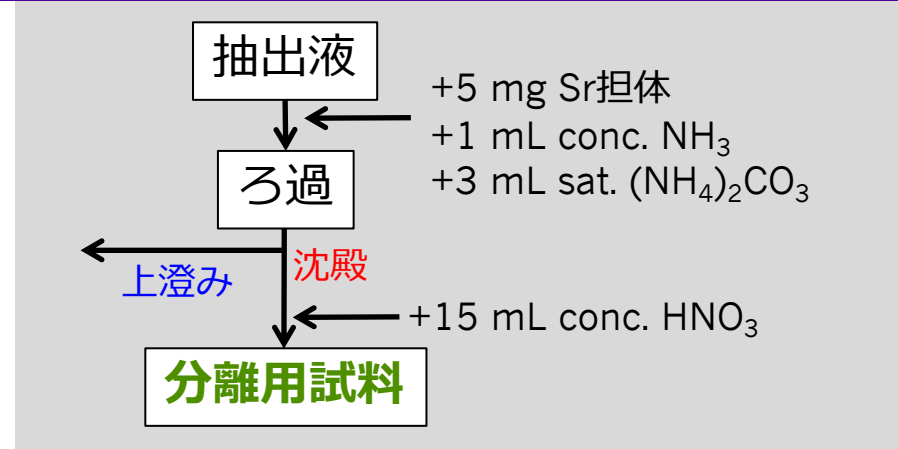 抽出液
+5 mg Sr担体
+1 mL conc. NH₃
+3 mL sat. (NH₄)₂CO₃
ろ過
上澄み
沈殿
+15 mL conc. HNO₃
分離用試料